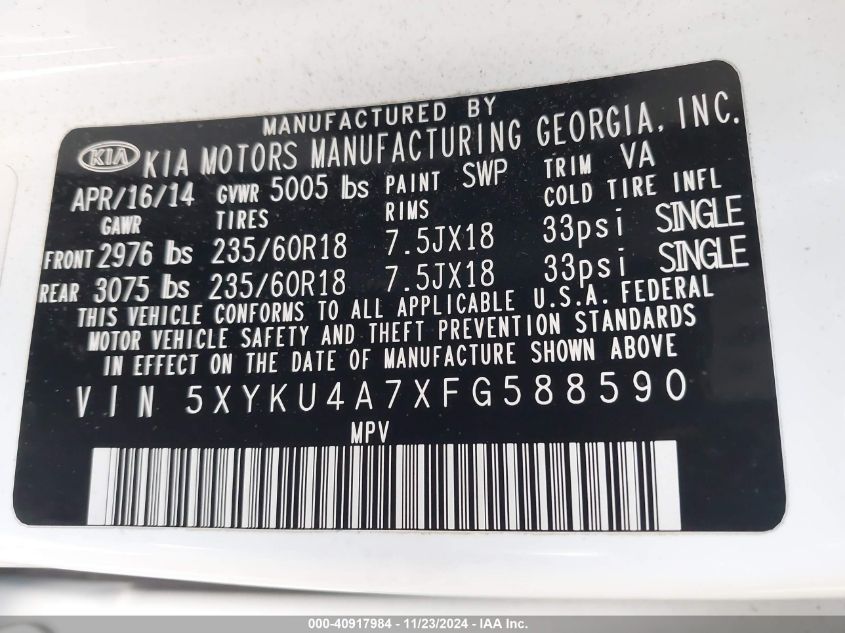 MANUFACTURED BY
KIA KIA MOTORS MANUFACTURING GEORGIA, INC.
APR/16/14 GVWR 5005 lbs PAINT SWP TRIM VA
GAWR TIRES RIMS COLD TIRE INFL
FRONT 2976 lbs 235/60R18 7.5JX18 33psi SINGLE
REAR 3075 lbs 235/60R18 7.5JX18 33psi SINGLE
THIS VEHICLE CONFORMS TO ALL APPLICABLE U.S.A. FEDERAL
MOTOR VEHICLE SAFETY AND THEFT PREVENTION STANDARDS
IN EFFECT ON THE DATE OF MANUFACTURE SHOWN ABOVE
VIN 5XYKU4A7XFG588590
MPV
000-40917984 - 11/23/2024 - IAA Inc.